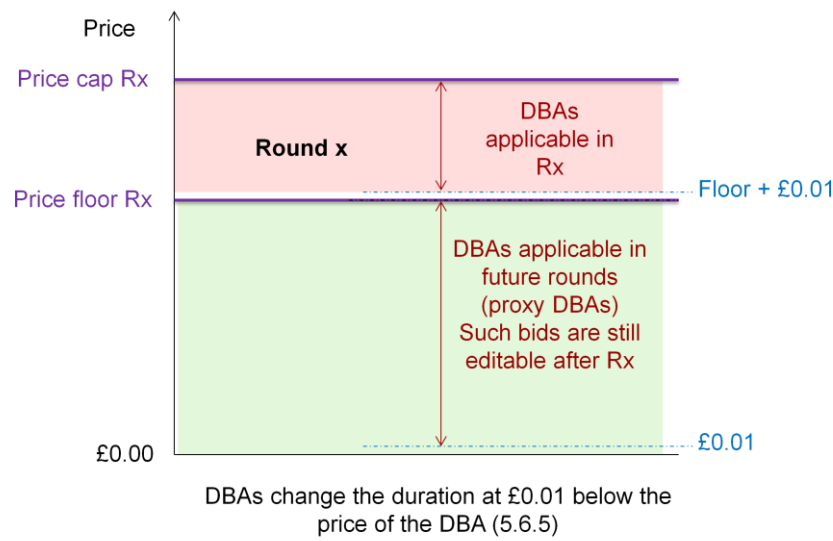 Price
Price cap Rx
DBAs
applicable in
Rx
Round x
Floor + £0.01
Price floor Rx
DBAs applicable in
future rounds
(proxy DBAs)
Such bids are still
editable after Rx
£0.01
£0.00
DBAs change the duration at £0.01 below the
price of the DBA (5.6.5)